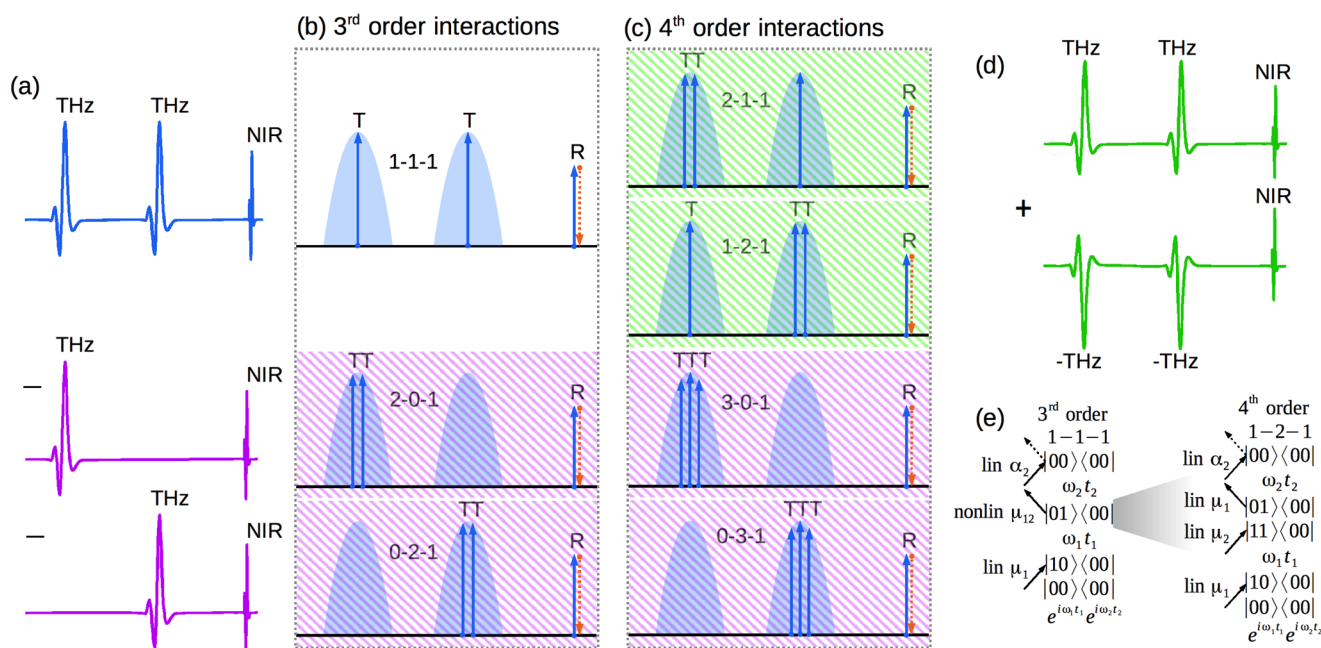 (a)
THz
THz
NIR
—
THz
NIR
—
THz
NIR
(b) 3rd order interactions
T
T
R
1-1-1
TT
R
2-0-1
TT
R
0-2-1
(c) 4th order interactions
TT
R
2-1-1
T
TT
R
1-2-1
TTT
R
3-0-1
TTT
R
0-3-1
(d)
THz
THz
NIR
+
NIR
-THz
-THz
(e)
3rd order
1−1−1
|00⟩⟨00|
lin α2
ω2t2
nonlin μ12
|01⟩⟨00|
ω1t1
lin μ1
|10⟩⟨00|
|00⟩⟨00|
e^{iω1t1}e^{iω2t2}
4th order
1−2−1
|00⟩⟨00|
lin α2
ω2t2
lin μ1
|01⟩⟨00|
lin μ2
|11⟩⟨00|
ω1t1
lin μ1
|10⟩⟨00|
|00⟩⟨00|
e^{iω1t1}e^{iω2t2}